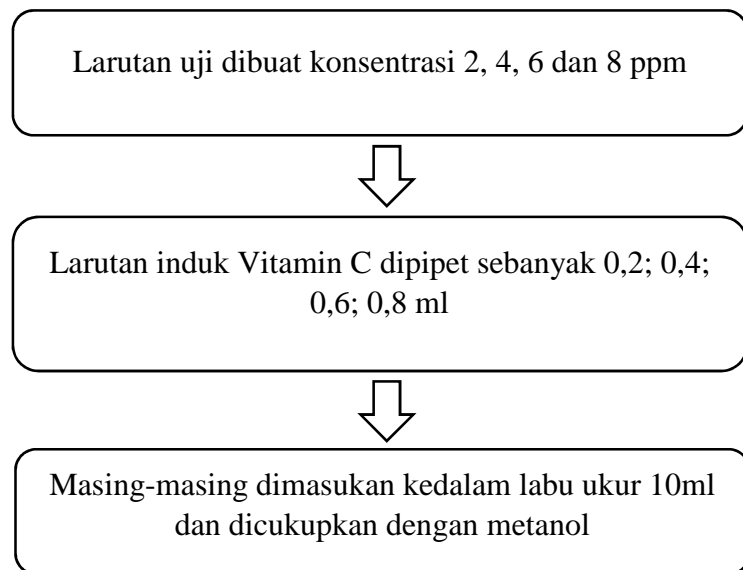 Larutan uji dibuat konsentrasi 2, 4, 6 dan 8 ppm
Larutan induk Vitamin C dipipet sebanyak 0,2; 0,4;
0,6; 0,8 ml
Masing-masing dimasukan kedalam labu ukur 10ml
dan dicukupkan dengan metanol